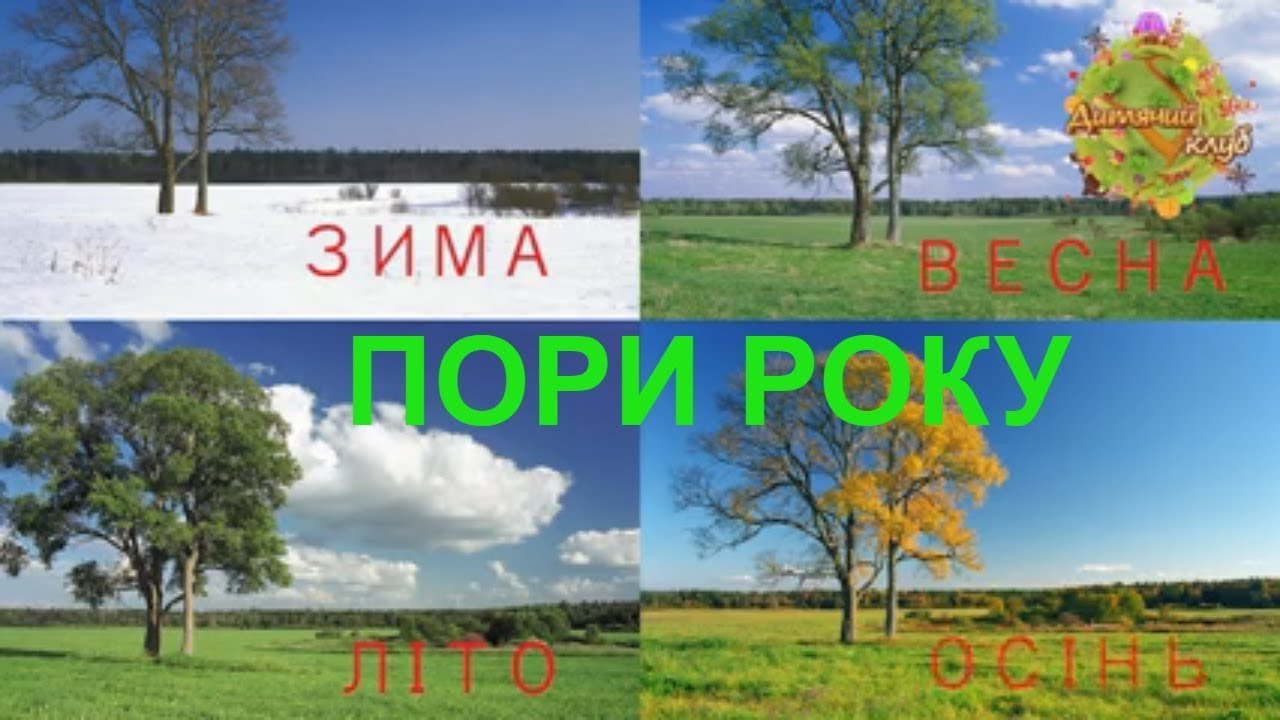 ЗИМА
ВЕСНА
Дитячий
клуб
ПОРИ РОКУ
ЛІТО
ОСІНЬ